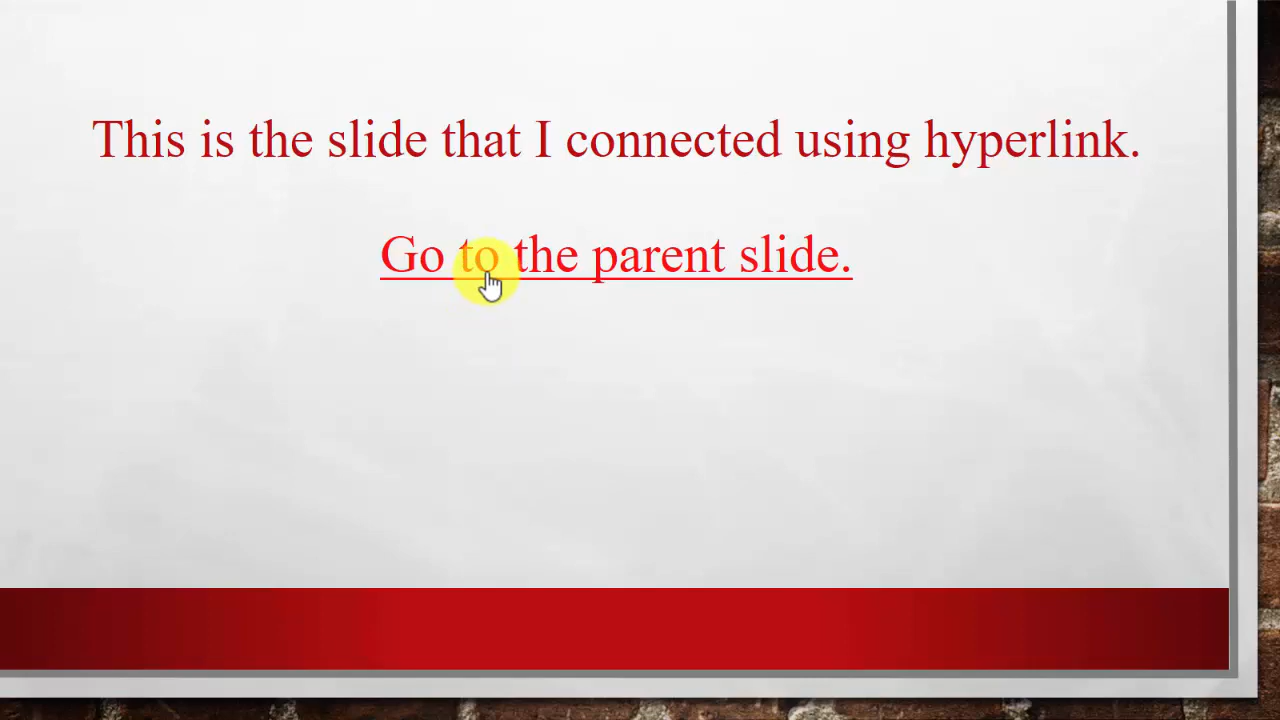 This is the slide that I connected using hyperlink.
Go to the parent slide.